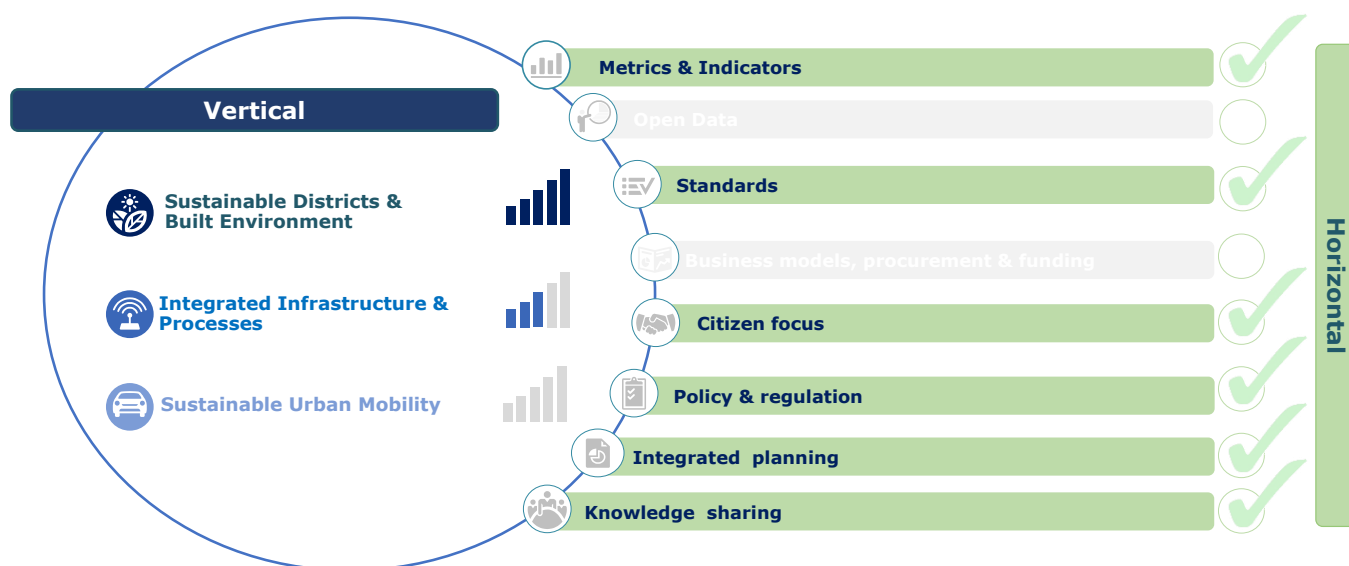 Vertical
Sustainable Districts &
Built Environment
Integrated Infrastructure &
Processes
Sustainable Urban Mobility
Metrics & Indicators
Open Data
Standards
Business models, procurement & funding
Citizen focus
Policy & regulation
Integrated planning
Knowledge sharing
Horizontal